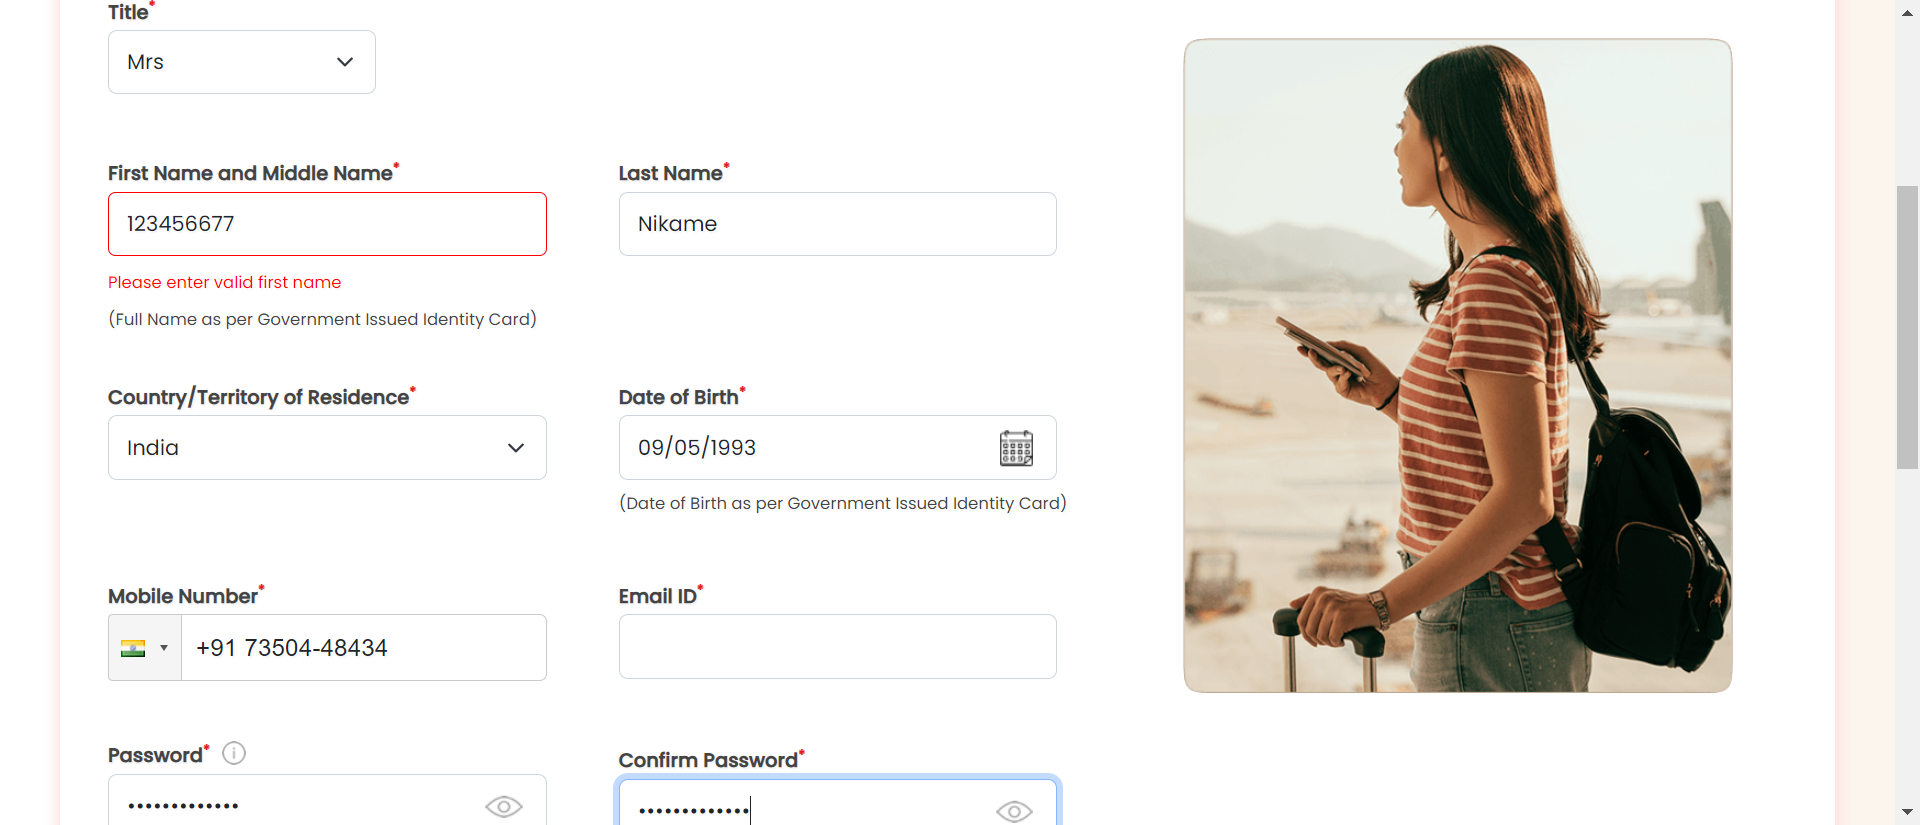 Title*
Mrs
First Name and Middle Name*
Last Name*
123456677
Nikame
Please enter valid first name
(Full Name as per Government Issued Identity Card)
Country/Territory of Residence*
Date of Birth*
India
09/05/1993
(Date of Birth as per Government Issued Identity Card)
Mobile Number*
Email ID*
+91 73504-48434
Password*
Confirm Password*
•••••••••••••
•••••••••••••